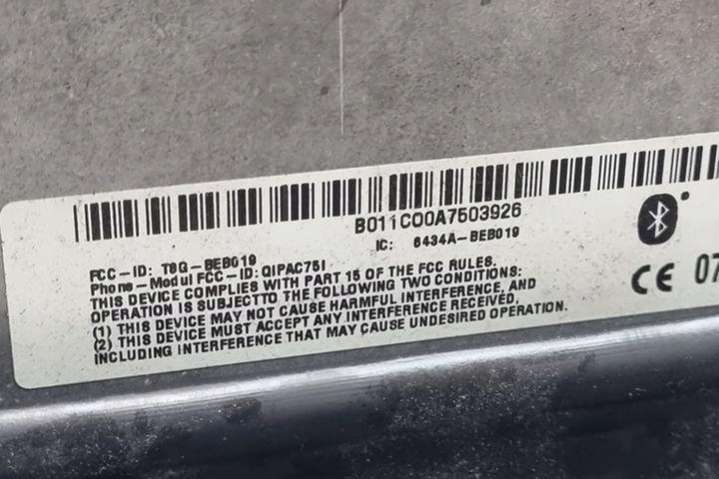 B011C00A7503926
FCC-ID: T8G-BEB019
IC: 6434A-BEB019
Phone-Modul FCC-ID: QIPAC75I
THIS DEVICE COMPLIES WITH PART 15 OF THE FCC RULES.
OPERATION IS SUBJECTTO THE FOLLOWING TWO CONDITIONS:
(1) THIS DEVICE MAY NOT CAUSE HARMFUL INTERFERENCE, AND
(2) THIS DEVICE MUST ACCEPT ANY INTERFERENCE RECEIVED,
INCLUDING INTERFERENCE THAT MAY CAUSE UNDESIRED OPERATION.
CE 07